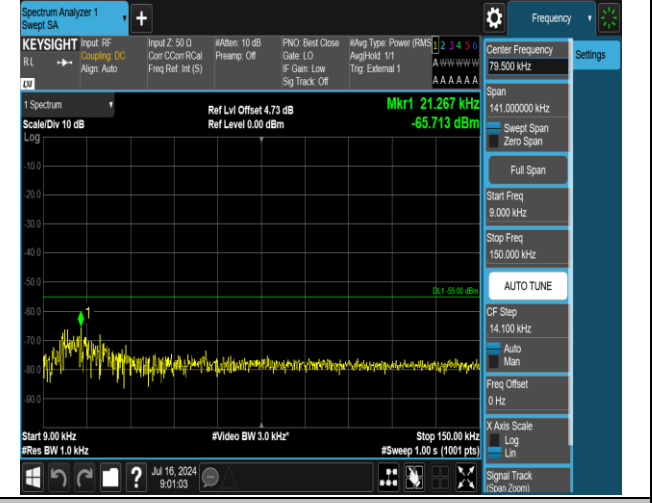 Spectrum Analyzer 1
Swept SA
+
Frequency
KEYSIGHT
Input: RF
Input Z: 50 Ω
#Atten: 10 dB
PNO: Best Close
#Avg Type: Power (RMS
1 2 3 4 5 6
RL
Coupling: DC
Corr CCorr RCal
Preamp: Off
Gate: LO
Avg|Hold: 1/1
A W W W W W
Align: Auto
Freq Ref: Int (S)
IF Gain: Low
Trig: External 1
Sig Track: Off
A A A A A A
LXI
1 Spectrum
Scale/Div 10 dB
Ref Lvl Offset 4.73 dB
Ref Level 0.00 dBm
Mkr1 21.267 kHz
-65.713 dBm
Log
-10.0
-20.0
-30.0
-40.0
-50.0
DL1 -55.00 dBm
-60.0
1
-70.0
-80.0
-90.0
Start 9.00 kHz
#Video BW 3.0 kHz*
Stop 150.00 kHz
#Res BW 1.0 kHz
#Sweep 1.00 s (1001 pts)
?
Jul 16, 2024
9:01:03
Center Frequency
79.500 kHz
Settings
Span
141.000000 kHz
Swept Span
Zero Span
Full Span
Start Freq
9.000 kHz
Stop Freq
150.000 kHz
AUTO TUNE
CF Step
14.100 kHz
Auto
Man
Freq Offset
0 Hz
X Axis Scale
Log
Lin
Signal Track
(Span Zoom)